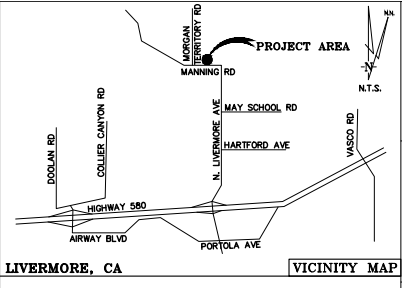 N.N.
MORGAN
TERRITORY RD
PROJECT AREA
MANNING RD
N
N.T.S.
MAY SCHOOL RD
N. LIVERMORE AVE
HARTFORD AVE
VASCO RD
COLLIER CANYON RD
DOOLAN RD
HIGHWAY 580
AIRWAY BLVD
PORTOLA AVE
LIVERMORE, CA
VICINITY MAP